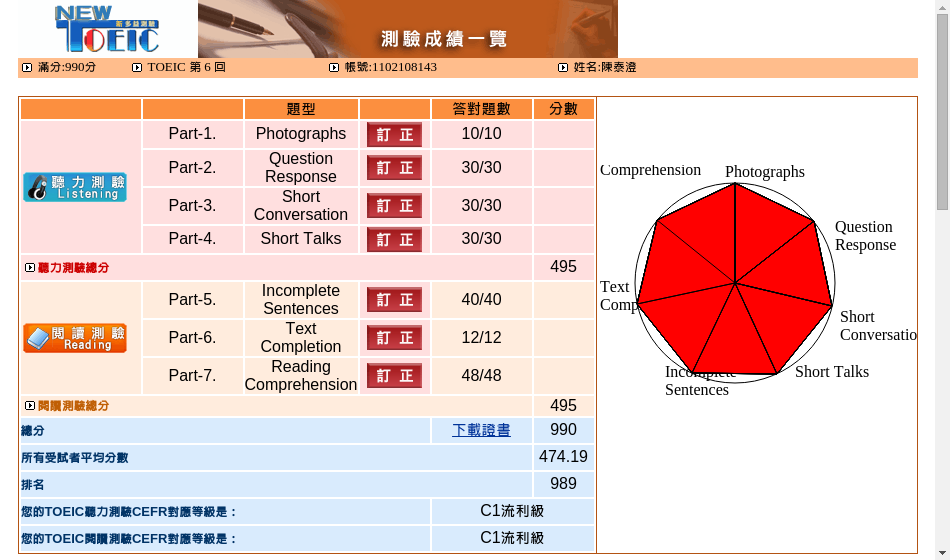 NEW
新多益測驗
TOEIC
測驗成績一覽
滿分:990分
TOEIC 第 6 回
帳號:1102108143
姓名:陳泰澄
題型 答對題數 分數
聽力測驗
Listening
Part-1. Photographs 訂正 10/10
Part-2. Question Response 訂正 30/30
Part-3. Short Conversation 訂正 30/30
Part-4. Short Talks 訂正 30/30
聽力測驗總分 495
閱讀測驗
Reading
Part-5. Incomplete Sentences 訂正 40/40
Part-6. Text Completion 訂正 12/12
Part-7. Reading Comprehension 訂正 48/48
閱讀測驗總分 495
總分 下載證書 990
所有受試者平均分數 474.19
排名 989
您的TOEIC聽力測驗CEFR對應等級是： C1流利級
您的TOEIC閱讀測驗CEFR對應等級是： C1流利級
Comprehension
Photographs
Question
Response
Short
Conversatio
Short Talks
Incomplete
Sentences
Text
Comp